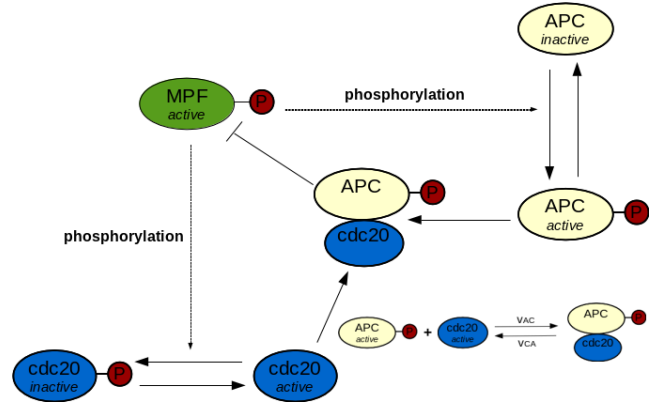 APC
inactive
MPF
active
P
phosphorylation
APC
P
cdc20
APC
active
P
phosphorylation
APC
active
P
+
cdc20
active
VAC
VCA
APC
P
cdc20
cdc20
inactive
P
cdc20
active